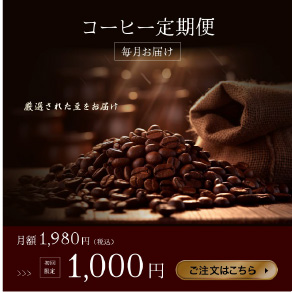 コーヒー定期便
毎月お届け
厳選された豆をお届け
月額 1,980円（税込）
>>> 初回限定 1,000円 ご注文はこちら